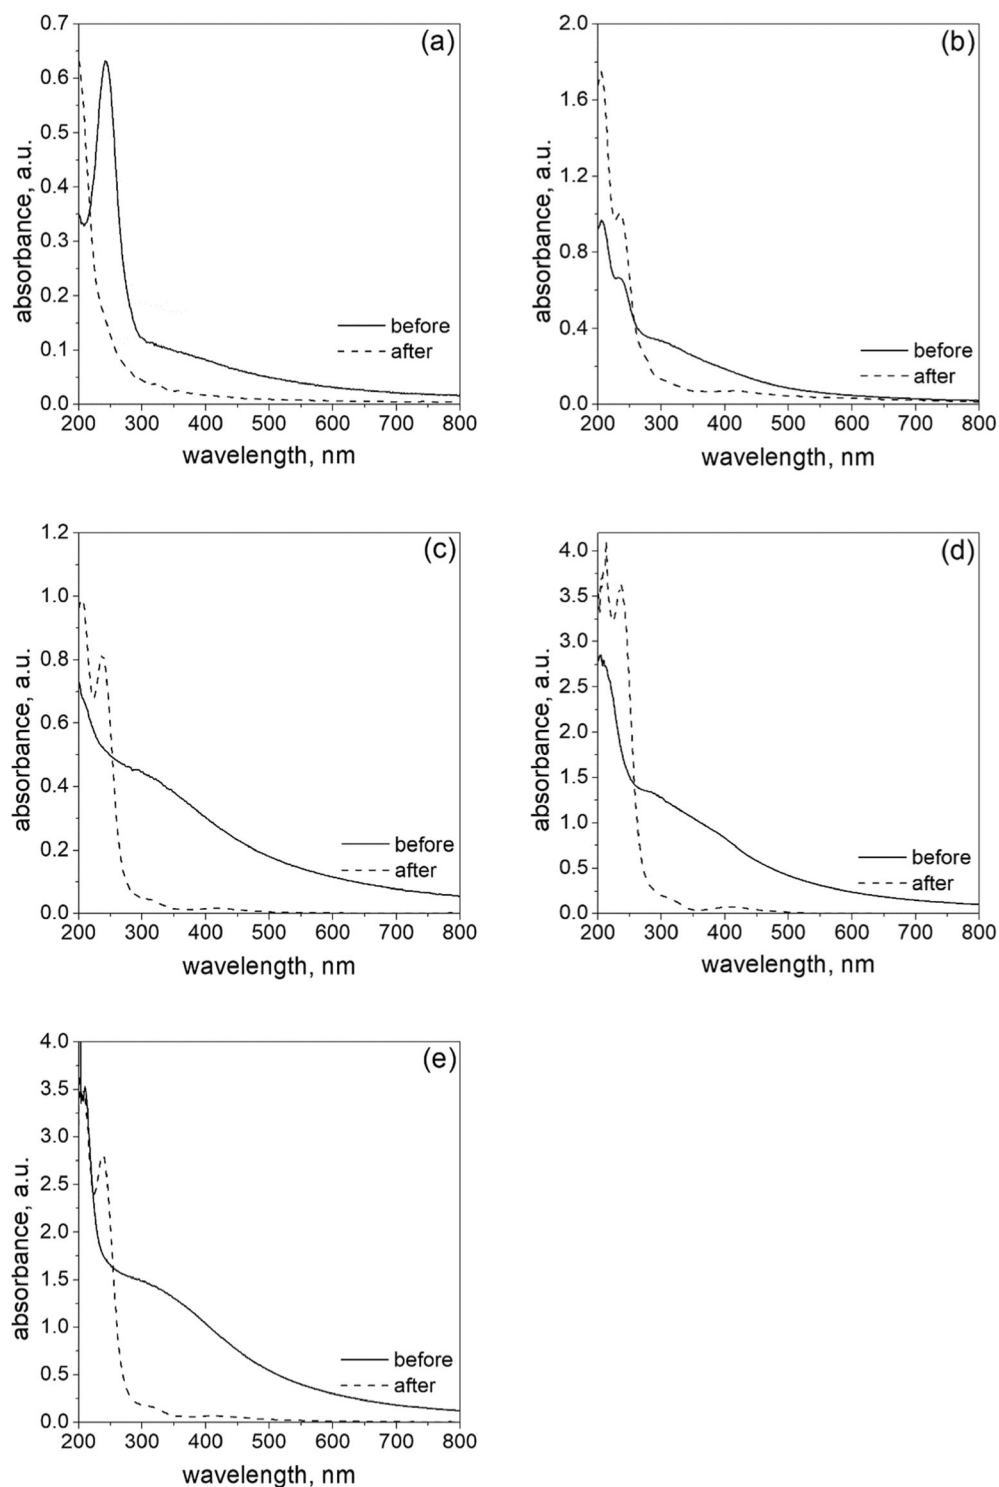 (a)
0.7
0.6
0.5
0.4
0.3
0.2
0.1
0.0
absorbance, a.u.
before
after
200 300 400 500 600 700 800
wavelength, nm
(b)
2.0
1.6
1.2
0.8
0.4
0.0
absorbance, a.u.
before
after
200 300 400 500 600 700 800
wavelength, nm
(c)
1.2
1.0
0.8
0.6
0.4
0.2
0.0
absorbance, a.u.
before
after
200 300 400 500 600 700 800
wavelength, nm
(d)
4.0
3.5
3.0
2.5
2.0
1.5
1.0
0.5
0.0
absorbance, a.u.
before
after
200 300 400 500 600 700 800
wavelength, nm
(e)
4.0
3.5
3.0
2.5
2.0
1.5
1.0
0.5
0.0
absorbance, a.u.
before
after
200 300 400 500 600 700 800
wavelength, nm